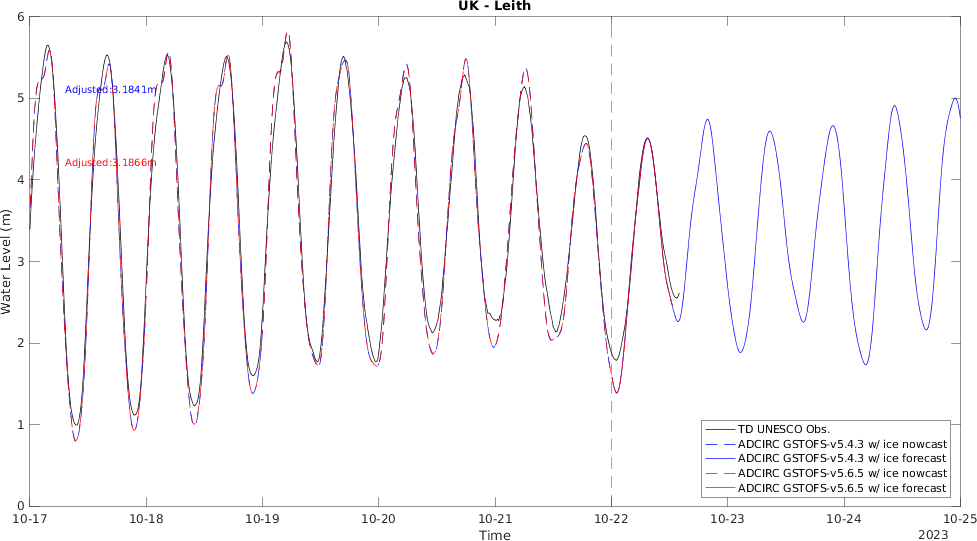 UK - Leith
6
5
4
3
2
1
0
Water Level (m)
Adjusted:3.1841m
Adjusted:3.1866m
TD UNESCO Obs.
ADCIRC GSTOFS-v5.4.3 w/ ice nowcast
ADCIRC GSTOFS-v5.4.3 w/ ice forecast
ADCIRC GSTOFS-v5.6.5 w/ ice nowcast
ADCIRC GSTOFS-v5.6.5 w/ ice forecast
10-17 10-18 10-19 10-20 10-21 10-22 10-23 10-24 10-25
Time
2023